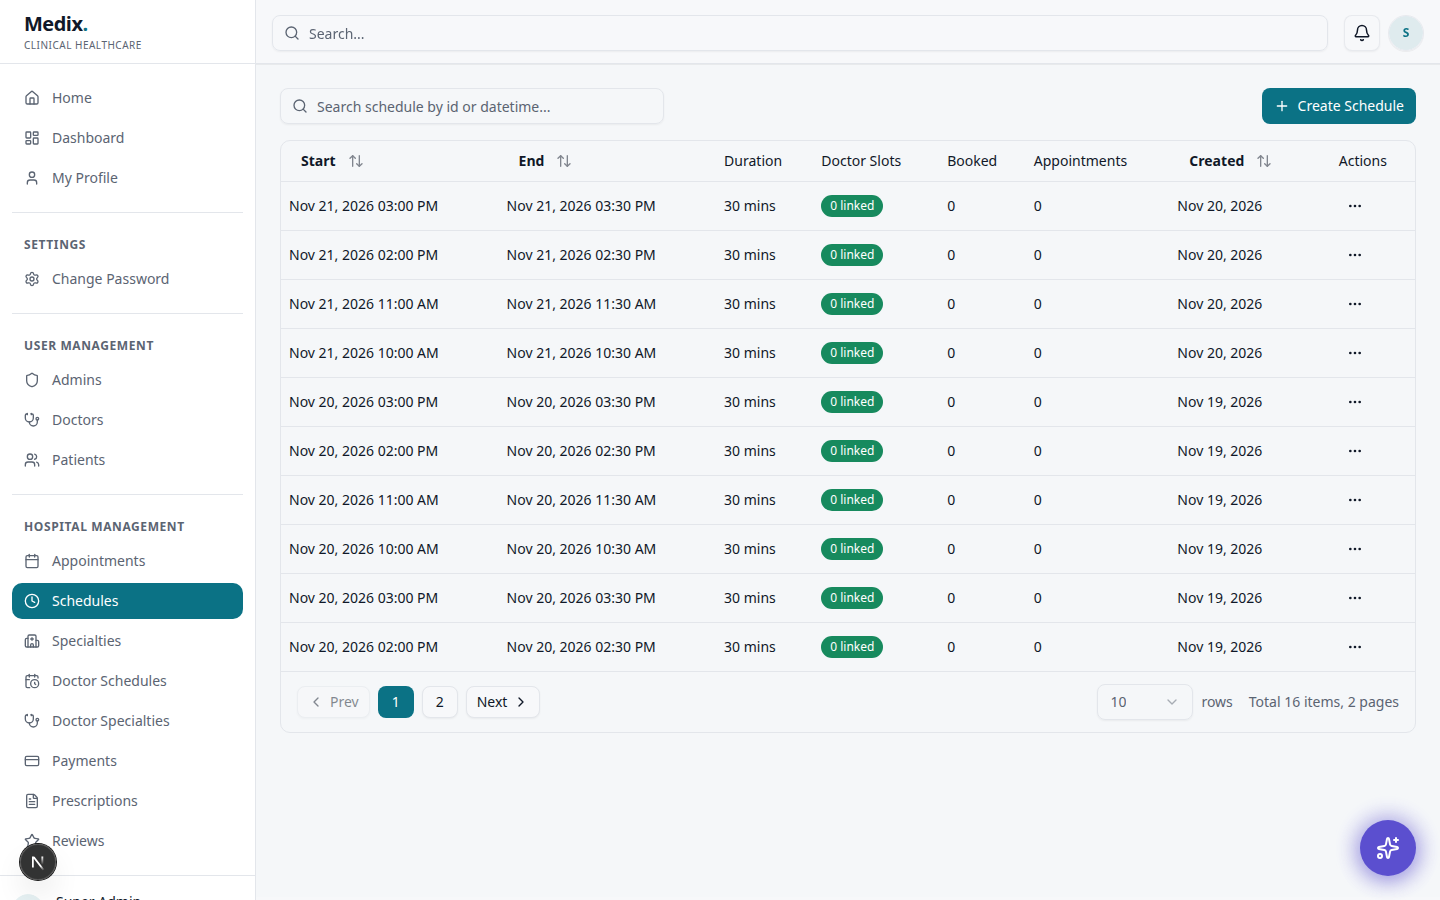 Medix.
CLINICAL HEALTHCARE
Home
Dashboard
My Profile
SETTINGS
Change Password
USER MANAGEMENT
Admins
Doctors
Patients
HOSPITAL MANAGEMENT
Appointments
Schedules
Specialties
Doctor Schedules
Doctor Specialties
Payments
Prescriptions
Reviews
N
Super Admin
Search...
S
Search schedule by id or datetime...
Create Schedule
Start End Duration Doctor Slots Booked Appointments Created Actions
Nov 21, 2026 03:00 PM Nov 21, 2026 03:30 PM 30 mins 0 linked 0 0 Nov 20, 2026
Nov 21, 2026 02:00 PM Nov 21, 2026 02:30 PM 30 mins 0 linked 0 0 Nov 20, 2026
Nov 21, 2026 11:00 AM Nov 21, 2026 11:30 AM 30 mins 0 linked 0 0 Nov 20, 2026
Nov 21, 2026 10:00 AM Nov 21, 2026 10:30 AM 30 mins 0 linked 0 0 Nov 20, 2026
Nov 20, 2026 03:00 PM Nov 20, 2026 03:30 PM 30 mins 0 linked 0 0 Nov 19, 2026
Nov 20, 2026 02:00 PM Nov 20, 2026 02:30 PM 30 mins 0 linked 0 0 Nov 19, 2026
Nov 20, 2026 11:00 AM Nov 20, 2026 11:30 AM 30 mins 0 linked 0 0 Nov 19, 2026
Nov 20, 2026 10:00 AM Nov 20, 2026 10:30 AM 30 mins 0 linked 0 0 Nov 19, 2026
Nov 20, 2026 03:00 PM Nov 20, 2026 03:30 PM 30 mins 0 linked 0 0 Nov 19, 2026
Nov 20, 2026 02:00 PM Nov 20, 2026 02:30 PM 30 mins 0 linked 0 0 Nov 19, 2026
Prev 1 2 Next 10 rows Total 16 items, 2 pages